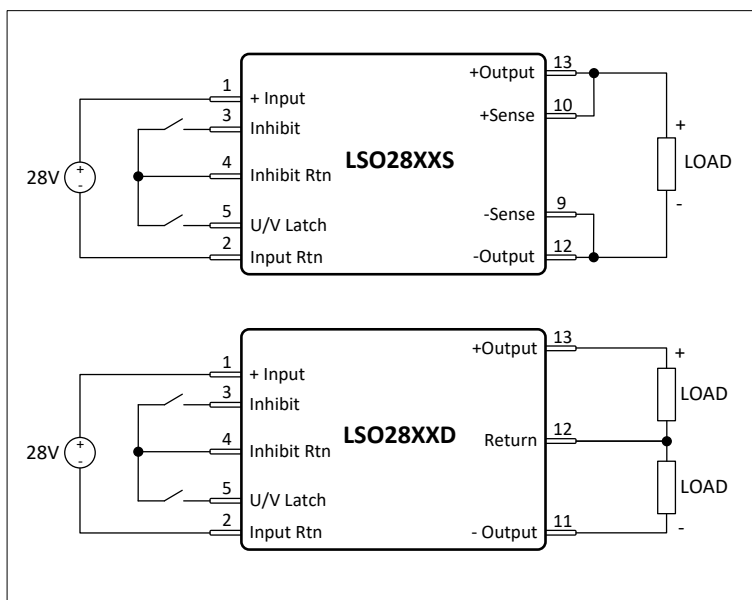 LSO28XXS
28V
+
-
1
+ Input
3
Inhibit
4
Inhibit Rtn
5
U/V Latch
2
Input Rtn
+Output
13
+Sense
10
-Sense
9
-Output
12
+
LOAD
-
LSO28XXD
28V
+
-
1
+ Input
3
Inhibit
4
Inhibit Rtn
5
U/V Latch
2
Input Rtn
+Output
13
Return
12
- Output
11
+
LOAD
LOAD
-